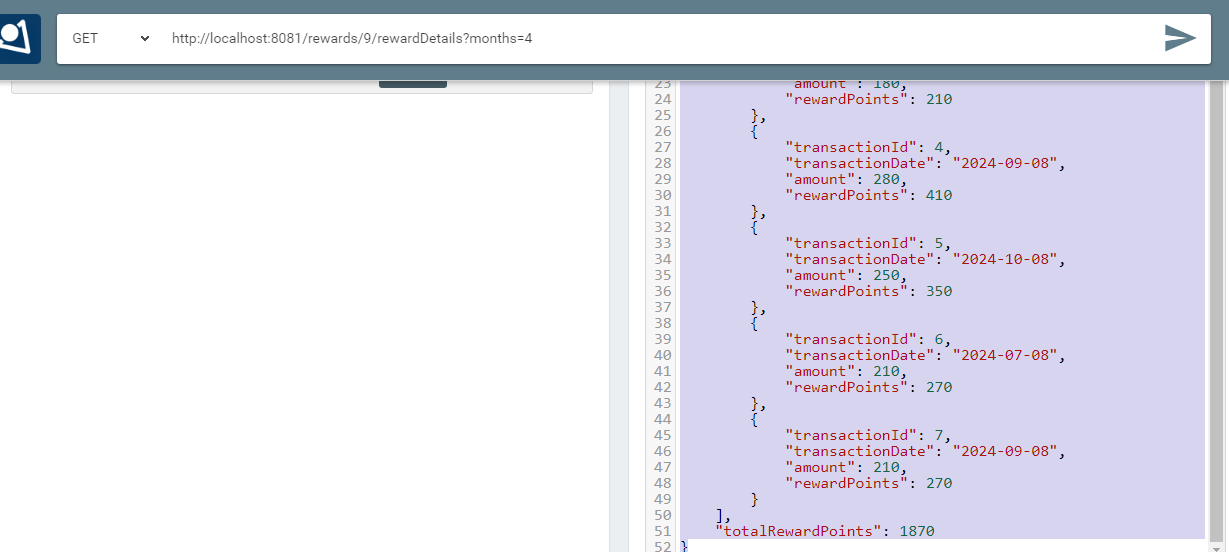 GET http://localhost:8081/rewards/9/rewardDetails?months=4
23 "amount": 180,
24 "rewardPoints": 210
25 },
26 {
27 "transactionId": 4,
28 "transactionDate": "2024-09-08",
29 "amount": 280,
30 "rewardPoints": 410
31 },
32 {
33 "transactionId": 5,
34 "transactionDate": "2024-10-08",
35 "amount": 250,
36 "rewardPoints": 350
37 },
38 {
39 "transactionId": 6,
40 "transactionDate": "2024-07-08",
41 "amount": 210,
42 "rewardPoints": 270
43 },
44 {
45 "transactionId": 7,
46 "transactionDate": "2024-09-08",
47 "amount": 210,
48 "rewardPoints": 270
49 }
50 ],
51 "totalRewardPoints": 1870
52 }